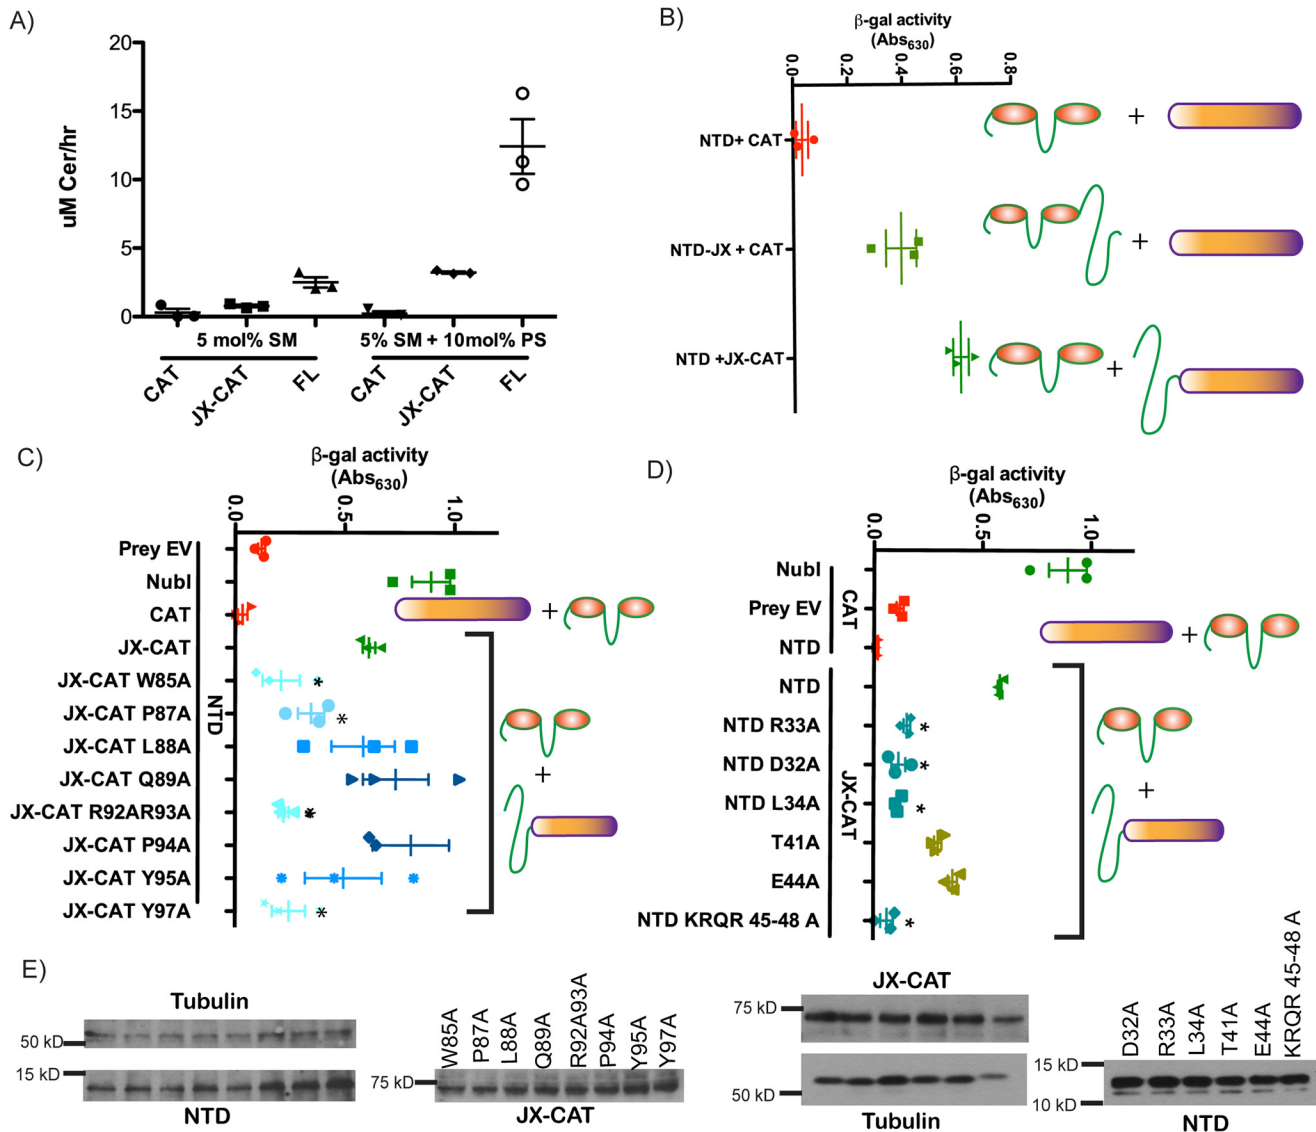 A)
20
15
10
5
0
uM Cer/hr
5 mol% SM
5% SM + 10mol% PS
CAT
JX-CAT
FL
CAT
JX-CAT
FL
B)
β-gal activity
(Abs630)
0.0
0.2
0.4
0.6
0.8
NTD+ CAT
+
NTD-JX + CAT
+
NTD +JX-CAT
+
C)
β-gal activity
(Abs630)
0.0
0.5
1.0
Prey EV
NubI
CAT
+
JX-CAT
JX-CAT W85A
*
JX-CAT P87A
*
JX-CAT L88A
JX-CAT Q89A
+
JX-CAT R92AR93A
*
JX-CAT P94A
JX-CAT Y95A
JX-CAT Y97A
*
NTD
D)
β-gal activity
(Abs630)
0.0
0.5
1.0
NubI
Prey EV
NTD
+
CAT
NTD
NTD R33A
*
NTD D32A
*
NTD L34A
*
T41A
E44A
NTD KRQR 45-48 A
*
JX-CAT
+
E)
Tubulin
50 kD
15 kD
NTD
W85A
P87A
L88A
Q89A
R92A93A
P94A
Y95A
Y97A
75 kD
JX-CAT
JX-CAT
75 kD
50 kD
Tubulin
D32A
R33A
L34A
T41A
E44A
KRQR 45-48 A
15 kD
10 kD
NTD